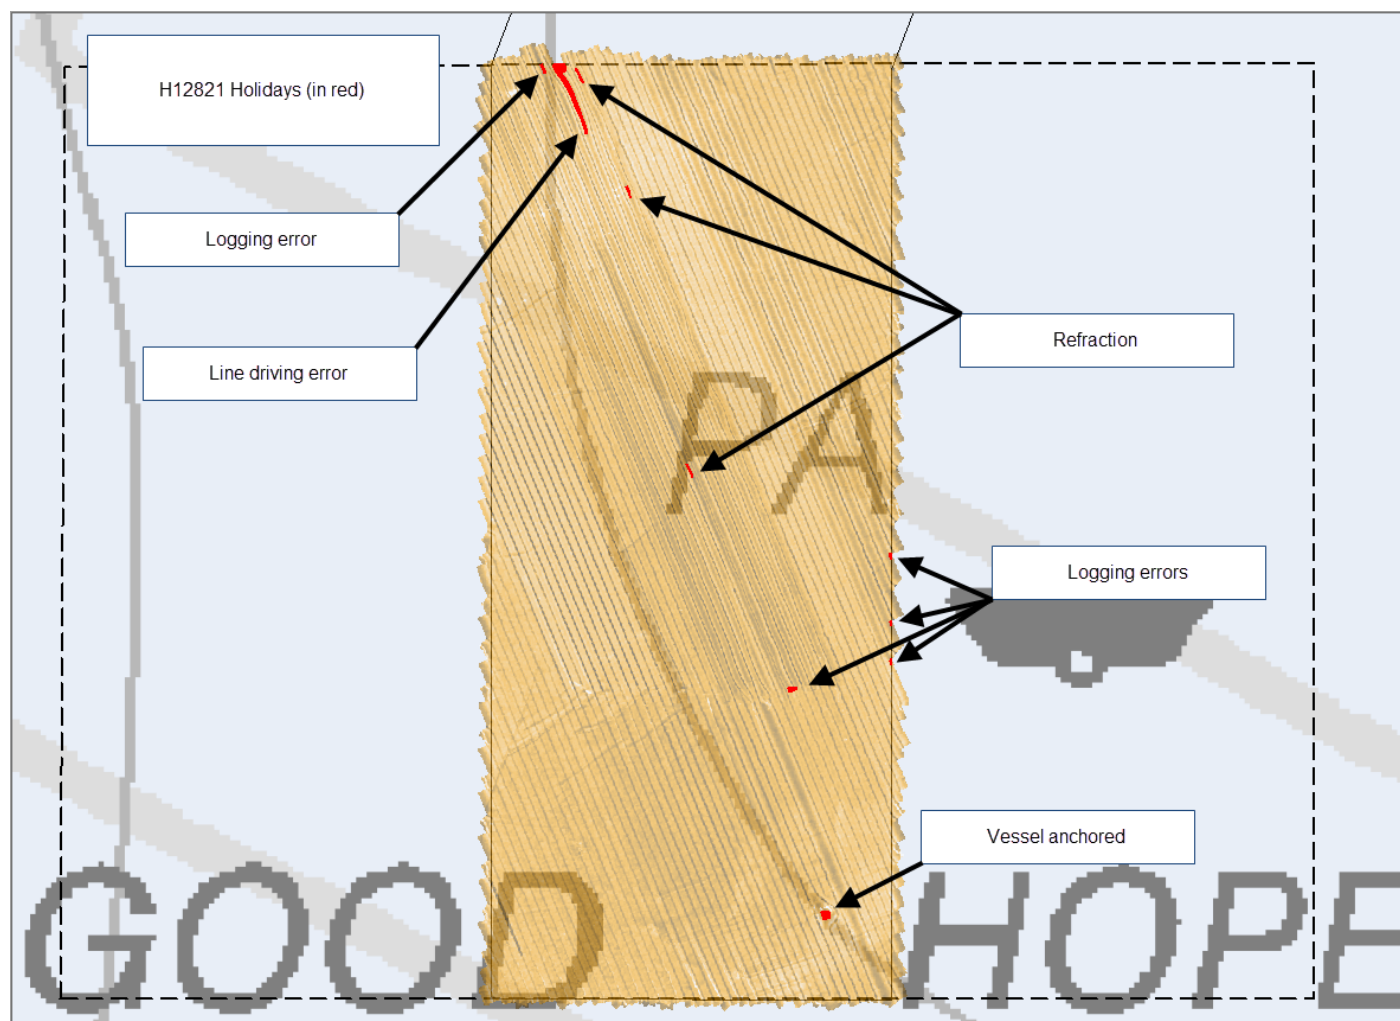 H12821 Holidays (in red)
Logging error
Line driving error
Refraction
PA
Logging errors
Vessel anchored
GOOD HOPE